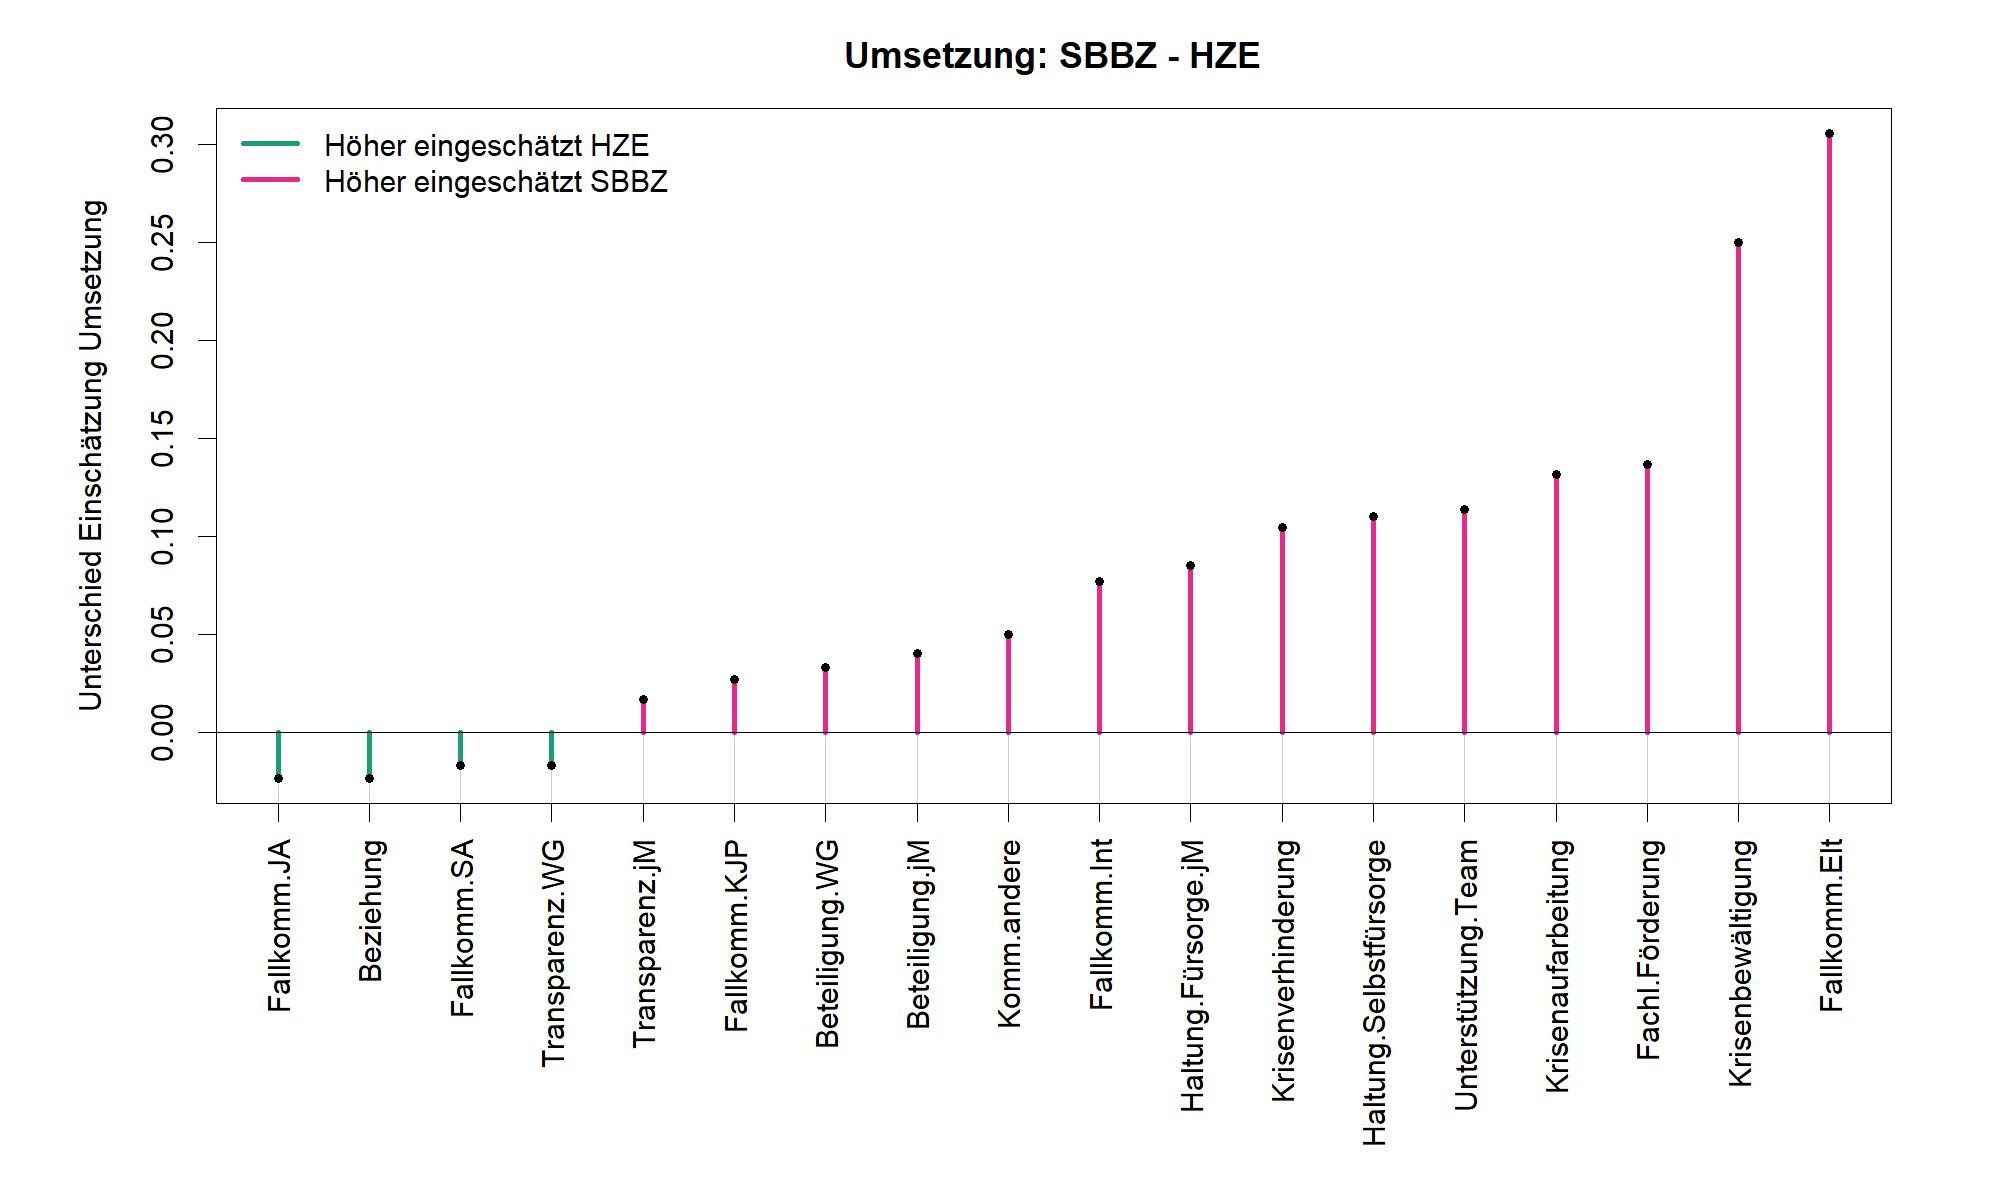 Umsetzung: SBBZ - HZE
Höher eingeschätzt HZE
Höher eingeschätzt SBBZ
Unterschied Einschätzung Umsetzung
0.30
0.25
0.20
0.15
0.10
0.05
0.00
Fallkomm.JA
Beziehung
Fallkomm.SA
Transparenz.WG
Transparenz.jM
Fallkomm.KJP
Beteiligung.WG
Beteiligung.jM
Komm.andere
Fallkomm.Int
Haltung.Fürsorge.jM
Krisenverhinderung
Haltung.Selbstfürsorge
Unterstützung.Team
Krisenaufarbeitung
Fachl.Förderung
Krisenbewältigung
Fallkomm.Elt